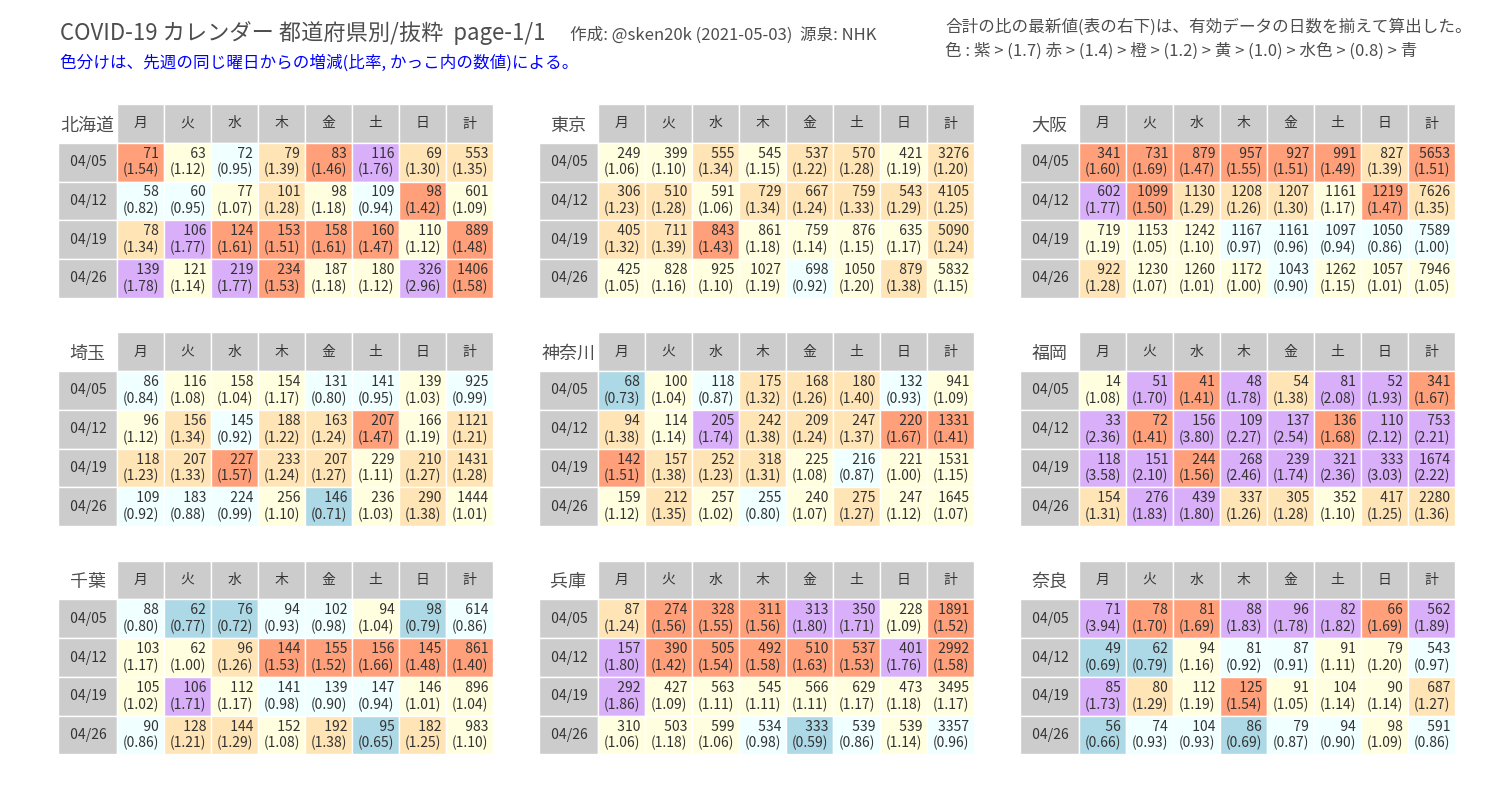 COVID-19 カレンダー 都道府県別/抜粋 page-1/1 作成: @sken20k (2021-05-03) 源泉: NHK
合計の比の最新値(表の右下)は、有効データの日数を揃えて算出した。
色分けは、先週の同じ曜日からの増減(比率, かっこ内の数値)による。
色 : 紫 > (1.7) 赤 > (1.4) > 橙 > (1.2) > 黄 > (1.0) > 水色 > (0.8) > 青
北海道 月 火 水 木 金 土 日 計
04/05 71 63 72 79 83 116 69 553
(1.54) (1.12) (0.95) (1.39) (1.46) (1.76) (1.30) (1.35)
04/12 58 60 77 101 98 109 98 601
(0.82) (0.95) (1.07) (1.28) (1.18) (0.94) (1.42) (1.09)
04/19 78 106 124 153 158 160 110 889
(1.34) (1.77) (1.61) (1.51) (1.61) (1.47) (1.12) (1.48)
04/26 139 121 219 234 187 180 326 1406
(1.78) (1.14) (1.77) (1.53) (1.18) (1.12) (2.96) (1.58)
東京 月 火 水 木 金 土 日 計
04/05 249 399 555 545 537 570 421 3276
(1.06) (1.10) (1.34) (1.15) (1.22) (1.28) (1.19) (1.20)
04/12 306 510 591 729 667 759 543 4105
(1.23) (1.28) (1.06) (1.34) (1.24) (1.33) (1.29) (1.25)
04/19 405 711 843 861 759 876 635 5090
(1.32) (1.39) (1.43) (1.18) (1.14) (1.15) (1.17) (1.24)
04/26 425 828 925 1027 698 1050 879 5832
(1.05) (1.16) (1.10) (1.19) (0.92) (1.20) (1.38) (1.15)
大阪 月 火 水 木 金 土 日 計
04/05 341 731 879 957 927 991 827 5653
(1.60) (1.69) (1.47) (1.55) (1.51) (1.49) (1.39) (1.51)
04/12 602 1099 1130 1208 1207 1161 1219 7626
(1.77) (1.50) (1.29) (1.26) (1.30) (1.17) (1.47) (1.35)
04/19 719 1153 1242 1167 1161 1097 1050 7589
(1.19) (1.05) (1.10) (0.97) (0.96) (0.94) (0.86) (1.00)
04/26 922 1230 1260 1172 1043 1262 1057 7946
(1.28) (1.07) (1.01) (1.00) (0.90) (1.15) (1.01) (1.05)
埼玉 月 火 水 木 金 土 日 計
04/05 86 116 158 154 131 141 139 925
(0.84) (1.08) (1.04) (1.17) (0.80) (0.95) (1.03) (0.99)
04/12 96 156 145 188 163 207 166 1121
(1.12) (1.34) (0.92) (1.22) (1.24) (1.47) (1.19) (1.21)
04/19 118 207 227 233 207 229 210 1431
(1.23) (1.33) (1.57) (1.24) (1.27) (1.11) (1.27) (1.28)
04/26 109 183 224 256 146 236 290 1444
(0.92) (0.88) (0.99) (1.10) (0.71) (1.03) (1.38) (1.01)
神奈川 月 火 水 木 金 土 日 計
04/05 68 100 118 175 168 180 132 941
(0.73) (1.04) (0.87) (1.32) (1.26) (1.40) (0.93) (1.09)
04/12 94 114 205 242 209 247 220 1331
(1.38) (1.14) (1.74) (1.38) (1.24) (1.37) (1.67) (1.41)
04/19 142 157 252 318 225 216 221 1531
(1.51) (1.38) (1.23) (1.31) (1.08) (0.87) (1.00) (1.15)
04/26 159 212 257 255 240 275 247 1645
(1.12) (1.35) (1.02) (0.80) (1.07) (1.27) (1.12) (1.07)
福岡 月 火 水 木 金 土 日 計
04/05 14 51 41 48 54 81 52 341
(1.08) (1.70) (1.41) (1.78) (1.38) (2.08) (1.93) (1.67)
04/12 33 72 156 109 137 136 110 753
(2.36) (1.41) (3.80) (2.27) (2.54) (1.68) (2.12) (2.21)
04/19 118 151 244 268 239 321 333 1674
(3.58) (2.10) (1.56) (2.46) (1.74) (2.36) (3.03) (2.22)
04/26 154 276 439 337 305 352 417 2280
(1.31) (1.83) (1.80) (1.26) (1.28) (1.10) (1.25) (1.36)
千葉 月 火 水 木 金 土 日 計
04/05 88 62 76 94 102 94 98 614
(0.80) (0.77) (0.72) (0.93) (0.98) (1.04) (0.79) (0.86)
04/12 103 62 96 144 155 156 145 861
(1.17) (1.00) (1.26) (1.53) (1.52) (1.66) (1.48) (1.40)
04/19 105 106 112 141 139 147 146 896
(1.02) (1.71) (1.17) (0.98) (0.90) (0.94) (1.01) (1.04)
04/26 90 128 144 152 192 95 182 983
(0.86) (1.21) (1.29) (1.08) (1.38) (0.65) (1.25) (1.10)
兵庫 月 火 水 木 金 土 日 計
04/05 87 274 328 311 313 350 228 1891
(1.24) (1.56) (1.55) (1.56) (1.80) (1.71) (1.09) (1.52)
04/12 157 390 505 492 510 537 401 2992
(1.80) (1.42) (1.54) (1.58) (1.63) (1.53) (1.76) (1.58)
04/19 292 427 563 545 566 629 473 3495
(1.86) (1.09) (1.11) (1.11) (1.11) (1.17) (1.18) (1.17)
04/26 310 503 599 534 333 539 539 3357
(1.06) (1.18) (1.06) (0.98) (0.59) (0.86) (1.14) (0.96)
奈良 月 火 水 木 金 土 日 計
04/05 71 78 81 88 96 82 66 562
(3.94) (1.70) (1.69) (1.83) (1.78) (1.82) (1.69) (1.89)
04/12 49 62 94 81 87 91 79 543
(0.69) (0.79) (1.16) (0.92) (0.91) (1.11) (1.20) (0.97)
04/19 85 80 112 125 91 104 90 687
(1.73) (1.29) (1.19) (1.54) (1.05) (1.14) (1.14) (1.27)
04/26 56 74 104 86 79 94 98 591
(0.66) (0.93) (0.93) (0.69) (0.87) (0.90) (1.09) (0.86)